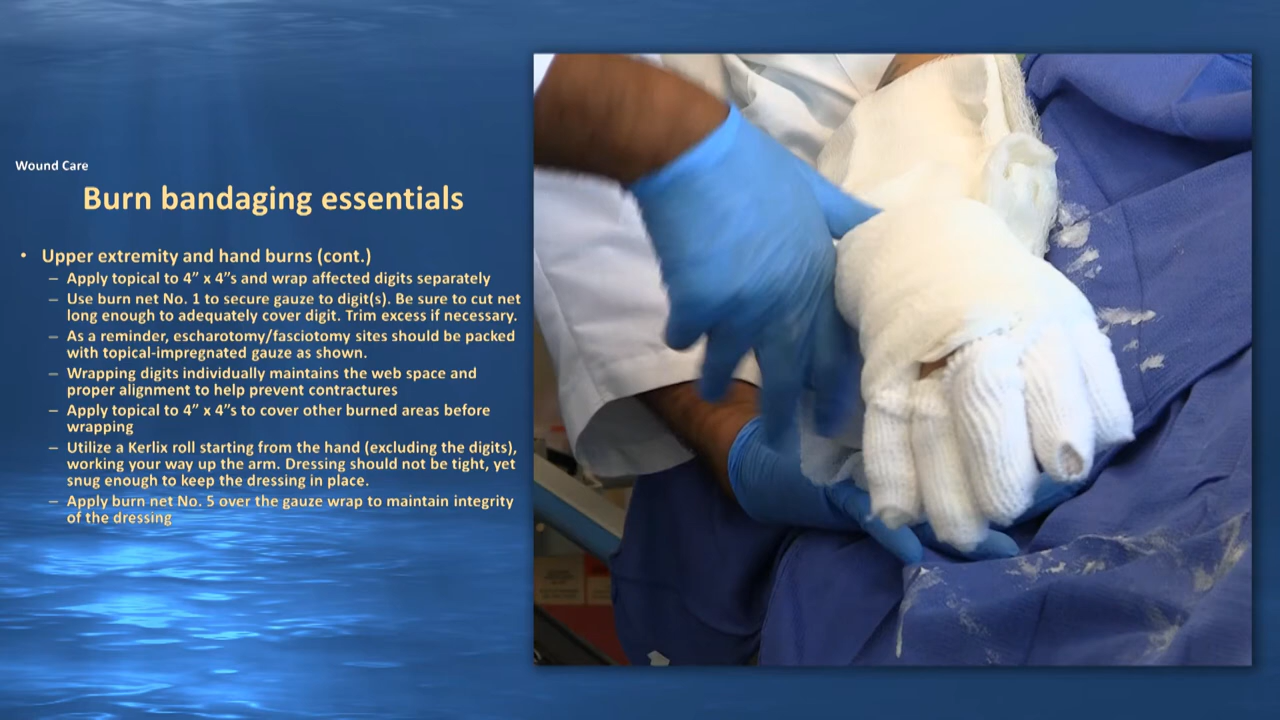 Wound Care
Burn bandaging essentials
• Upper extremity and hand burns (cont.)
– Apply topical to 4” x 4”s and wrap affected digits separately
– Use burn net No. 1 to secure gauze to digit(s). Be sure to cut net
long enough to adequately cover digit. Trim excess if necessary.
– As a reminder, escharotomy/fasciotomy sites should be packed
with topical-impregnated gauze as shown.
– Wrapping digits individually maintains the web space and
proper alignment to help prevent contractures
– Apply topical to 4” x 4”s to cover other burned areas before
wrapping
– Utilize a Kerlix roll starting from the hand (excluding the digits),
working your way up the arm. Dressing should not be tight, yet
snug enough to keep the dressing in place.
– Apply burn net No. 5 over the gauze wrap to maintain integrity
of the dressing